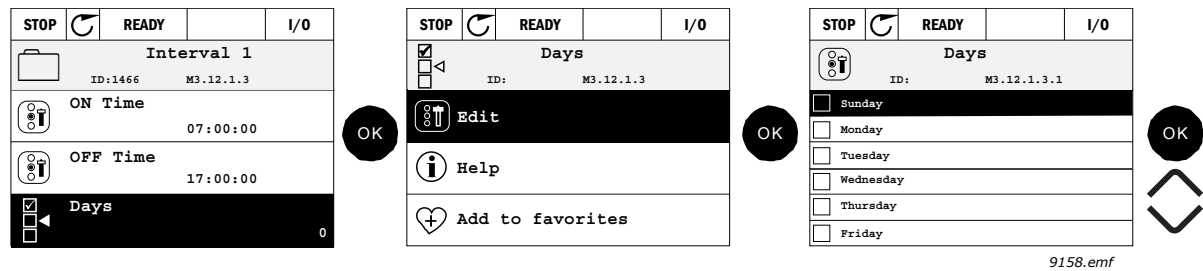 STOP READY I/O
Interval 1
ID:1466 M3.12.1.3
ON Time
07:00:00
OFF Time
17:00:00
Days
0
OK
STOP READY I/O
Days
ID: M3.12.1.3
Edit
Help
Add to favorites
OK
STOP READY I/O
Days
ID: M3.12.1.3.1
Sunday
Monday
Tuesday
Wednesday
Thursday
Friday
OK
9158.emf